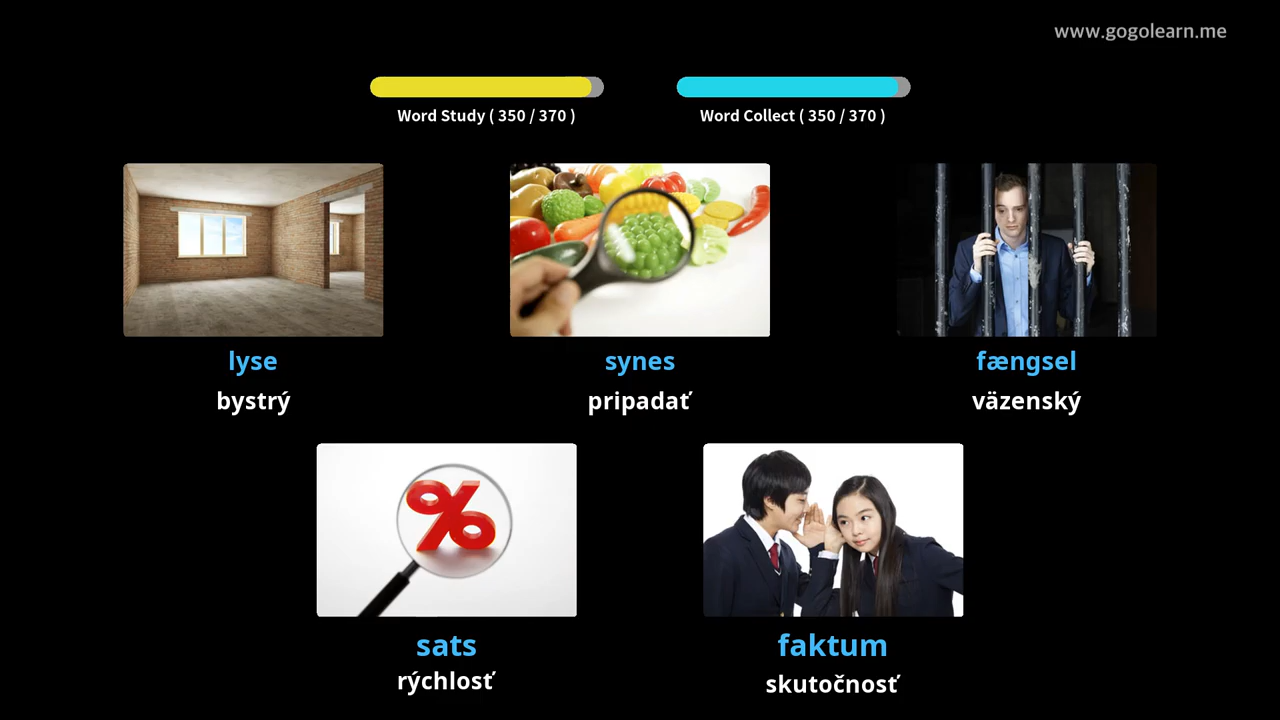 www.gogolearn.me
Word Study ( 350 / 370 )
Word Collect ( 350 / 370 )
lyse
bystrý
synes
pripadať
fængsel
väzenský
sats
rýchlosť
faktum
skutočnosť